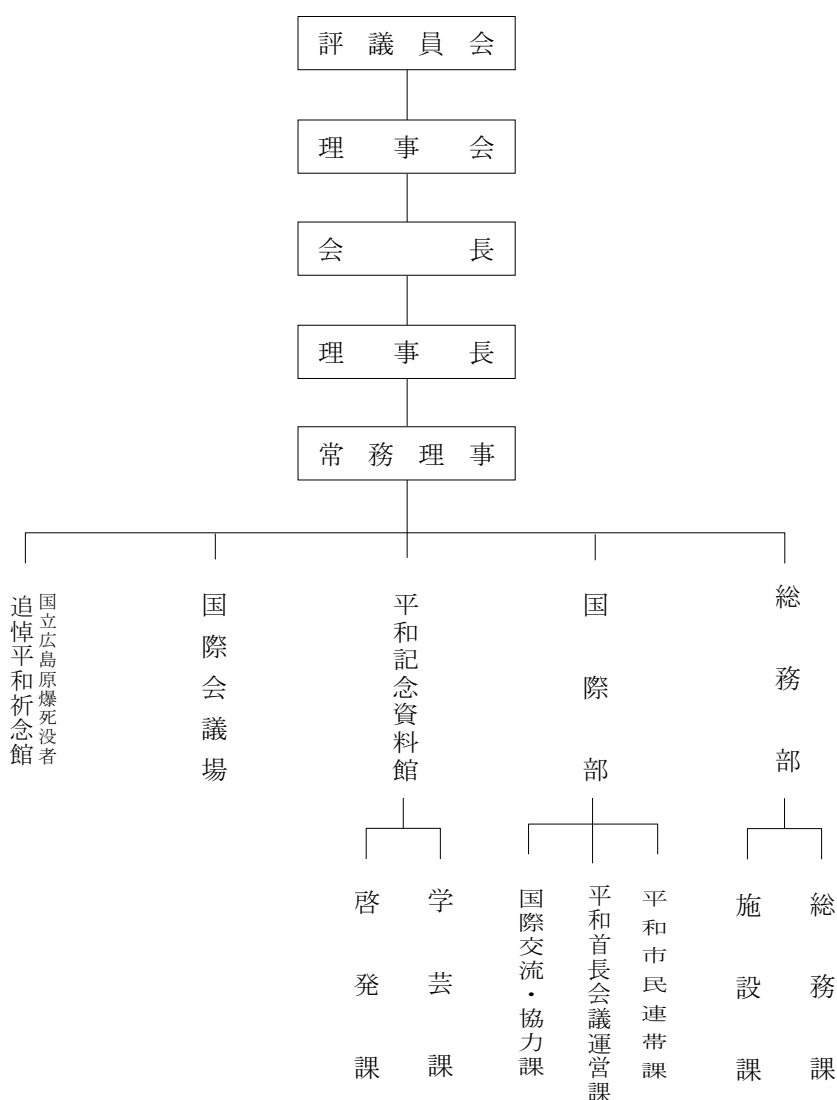 評議員会
理事会
会長
理事長
常務理事
総務部
国際部
平和記念資料館
国際会議場
国立広島原爆死没者
追悼平和祈念館
総務課
施設課
平和市民連帯課
平和首長会議運営課
国際交流・協力課
学芸課
啓発課